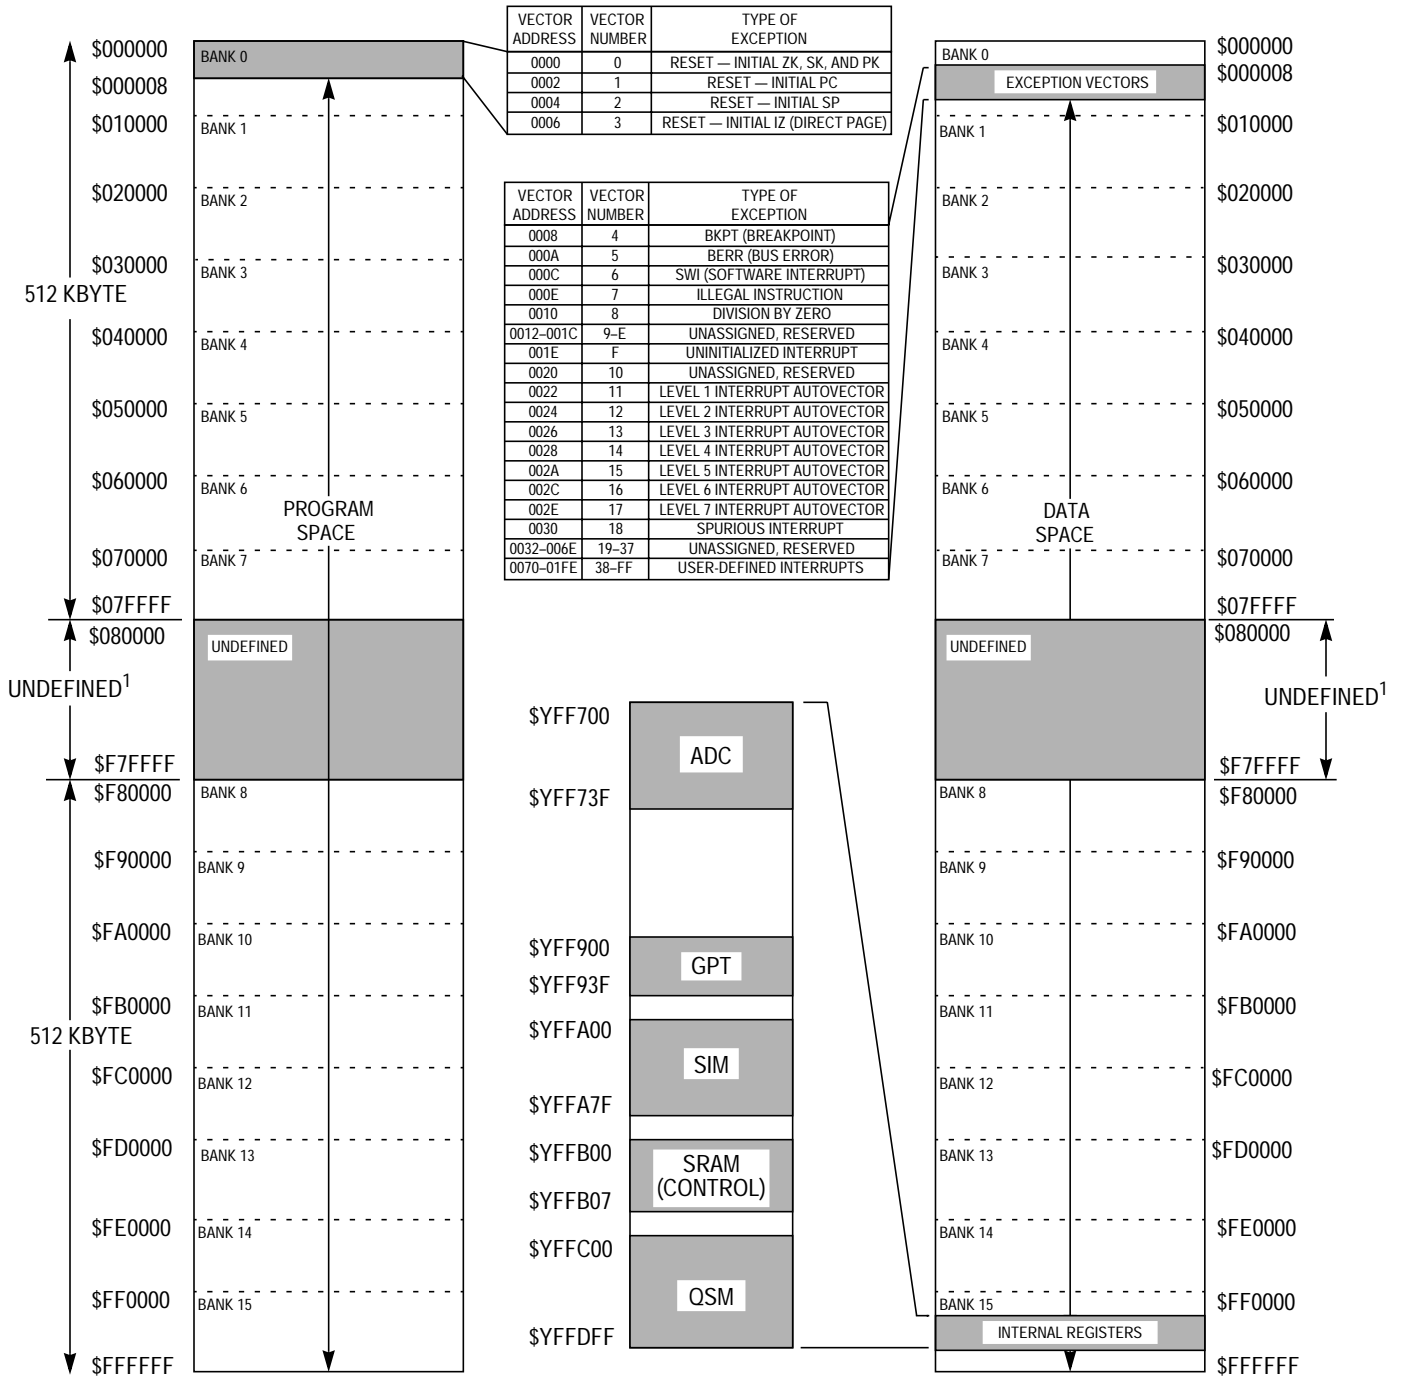 $000000
$000008
$010000
$020000
$030000
512 KBYTE
$040000
$050000
$060000
$070000
$07FFFF
$080000
UNDEFINED1
$F7FFFF
$F80000
$F90000
$FA0000
$FB0000
512 KBYTE
$FC0000
$FD0000
$FE0000
$FF0000
$FFFFFF
BANK 0
BANK 1
BANK 2
BANK 3
BANK 4
BANK 5
BANK 6
PROGRAM
SPACE
BANK 7
UNDEFINED
BANK 8
BANK 9
BANK 10
BANK 11
BANK 12
BANK 13
BANK 14
BANK 15
VECTOR ADDRESS VECTOR NUMBER TYPE OF EXCEPTION
0000 0 RESET — INITIAL ZK, SK, AND PK
0002 1 RESET — INITIAL PC
0004 2 RESET — INITIAL SP
0006 3 RESET — INITIAL IZ (DIRECT PAGE)
VECTOR ADDRESS VECTOR NUMBER TYPE OF EXCEPTION
0008 4 BKPT (BREAKPOINT)
000A 5 BERR (BUS ERROR)
000C 6 SWI (SOFTWARE INTERRUPT)
000E 7 ILLEGAL INSTRUCTION
0010 8 DIVISION BY ZERO
0012–001C 9–E UNASSIGNED, RESERVED
001E F UNINITIALIZED INTERRUPT
0020 10 UNASSIGNED, RESERVED
0022 11 LEVEL 1 INTERRUPT AUTOVECTOR
0024 12 LEVEL 2 INTERRUPT AUTOVECTOR
0026 13 LEVEL 3 INTERRUPT AUTOVECTOR
0028 14 LEVEL 4 INTERRUPT AUTOVECTOR
002A 15 LEVEL 5 INTERRUPT AUTOVECTOR
002C 16 LEVEL 6 INTERRUPT AUTOVECTOR
002E 17 LEVEL 7 INTERRUPT AUTOVECTOR
0030 18 SPURIOUS INTERRUPT
0032–006E 19–37 UNASSIGNED, RESERVED
0070–01FE 38–FF USER-DEFINED INTERRUPTS
$YFF700
ADC
$YFF73F
$YFF900
GPT
$YFF93F
$YFFA00
SIM
$YFFA7F
$YFFB00
SRAM
(CONTROL)
$YFFB07
$YFFC00
QSM
$YFFDFF
BANK 0
EXCEPTION VECTORS
BANK 1
BANK 2
BANK 3
BANK 4
BANK 5
BANK 6
DATA
SPACE
BANK 7
UNDEFINED
BANK 8
BANK 9
BANK 10
BANK 11
BANK 12
BANK 13
BANK 14
BANK 15
INTERNAL REGISTERS
$000000
$000008
$010000
$020000
$030000
$040000
$050000
$060000
$070000
$07FFFF
$080000
UNDEFINED1
$F7FFFF
$F80000
$F90000
$FA0000
$FB0000
$FC0000
$FD0000
$FE0000
$FF0000
$FFFFFF